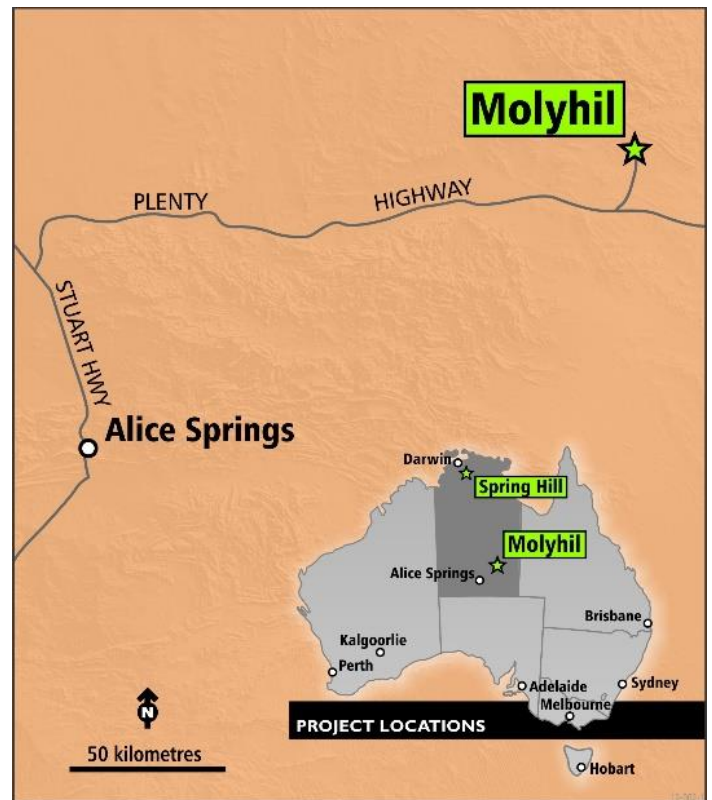 Molyhil
PLENTY
HIGHWAY
STUART HWY
Alice Springs
Darwin
Spring Hill
Molyhil
Alice Springs
Brisbane
Kalgoorlie
Perth
Adelaide
Sydney
Melbourne
PROJECT LOCATIONS
N
50 kilometres
Hobart